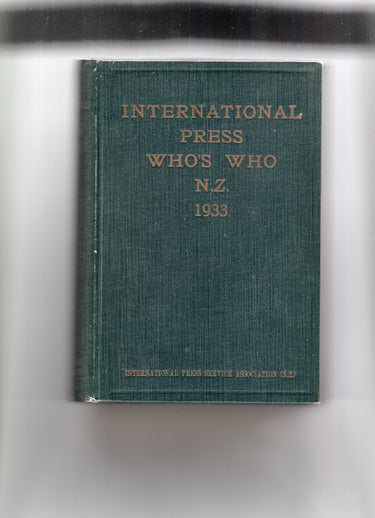 INTERNATIONAL
PRESS
WHO'S WHO
N.Z.
1933
INTERNATIONAL PRESS SERVICE ASSOCIATION (N.Z.)